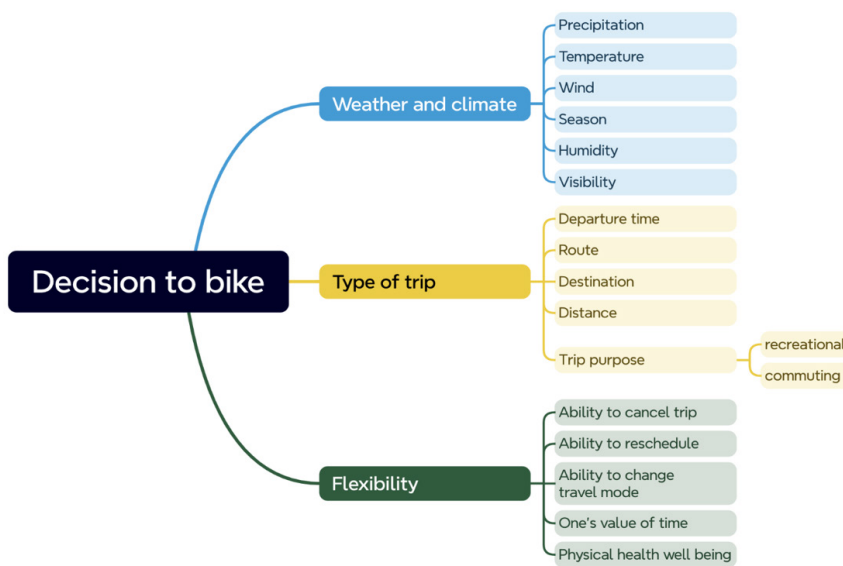 Decision to bike
Weather and climate
Precipitation
Temperature
Wind
Season
Humidity
Visibility
Type of trip
Departure time
Route
Destination
Distance
Trip purpose
recreational
commuting
Flexibility
Ability to cancel trip
Ability to reschedule
Ability to change
travel mode
One's value of time
Physical health well being